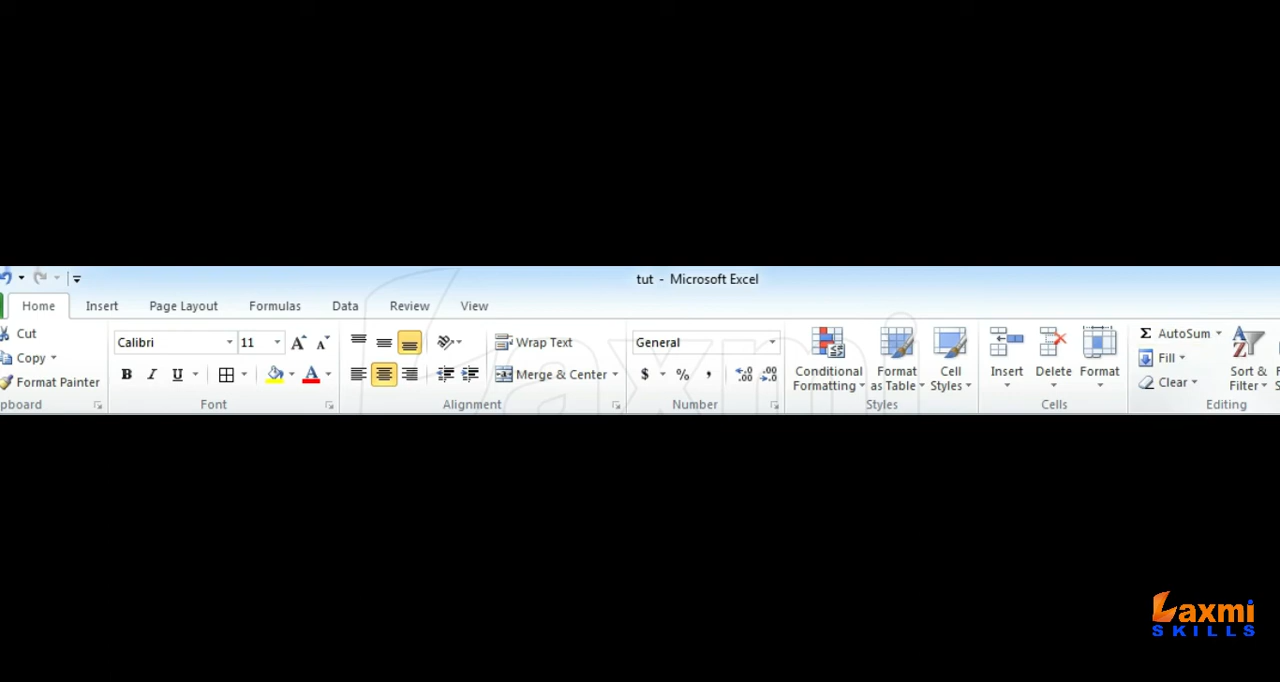 tut - Microsoft Excel
Home Insert Page Layout Formulas Data Review View
Cut
Copy
Format Painter
pboard
Calibri 11
B I U A
Font
Wrap Text
Merge & Center
Alignment
General
$ % , .00 .00
Number
Conditional Formatting
Format as Table
Cell Styles
Styles
Insert
Delete
Format
Cells
Σ AutoSum
Fill
Clear
Sort & Filter
Editing
Laxmi
SKILLS